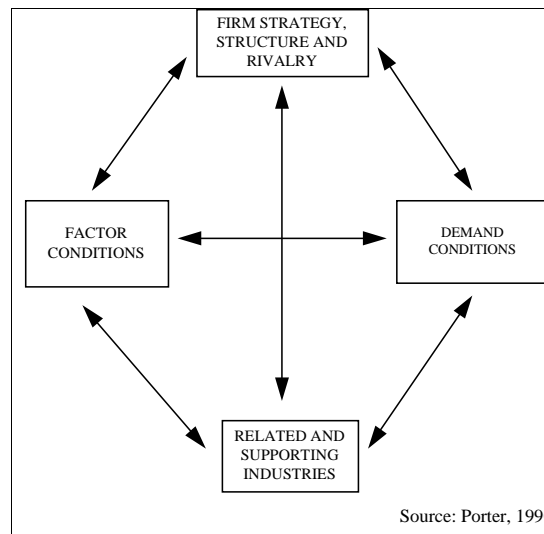 FIRM STRATEGY,
STRUCTURE AND
RIVALRY
FACTOR
CONDITIONS
DEMAND
CONDITIONS
RELATED AND
SUPPORTING
INDUSTRIES
Source: Porter, 199